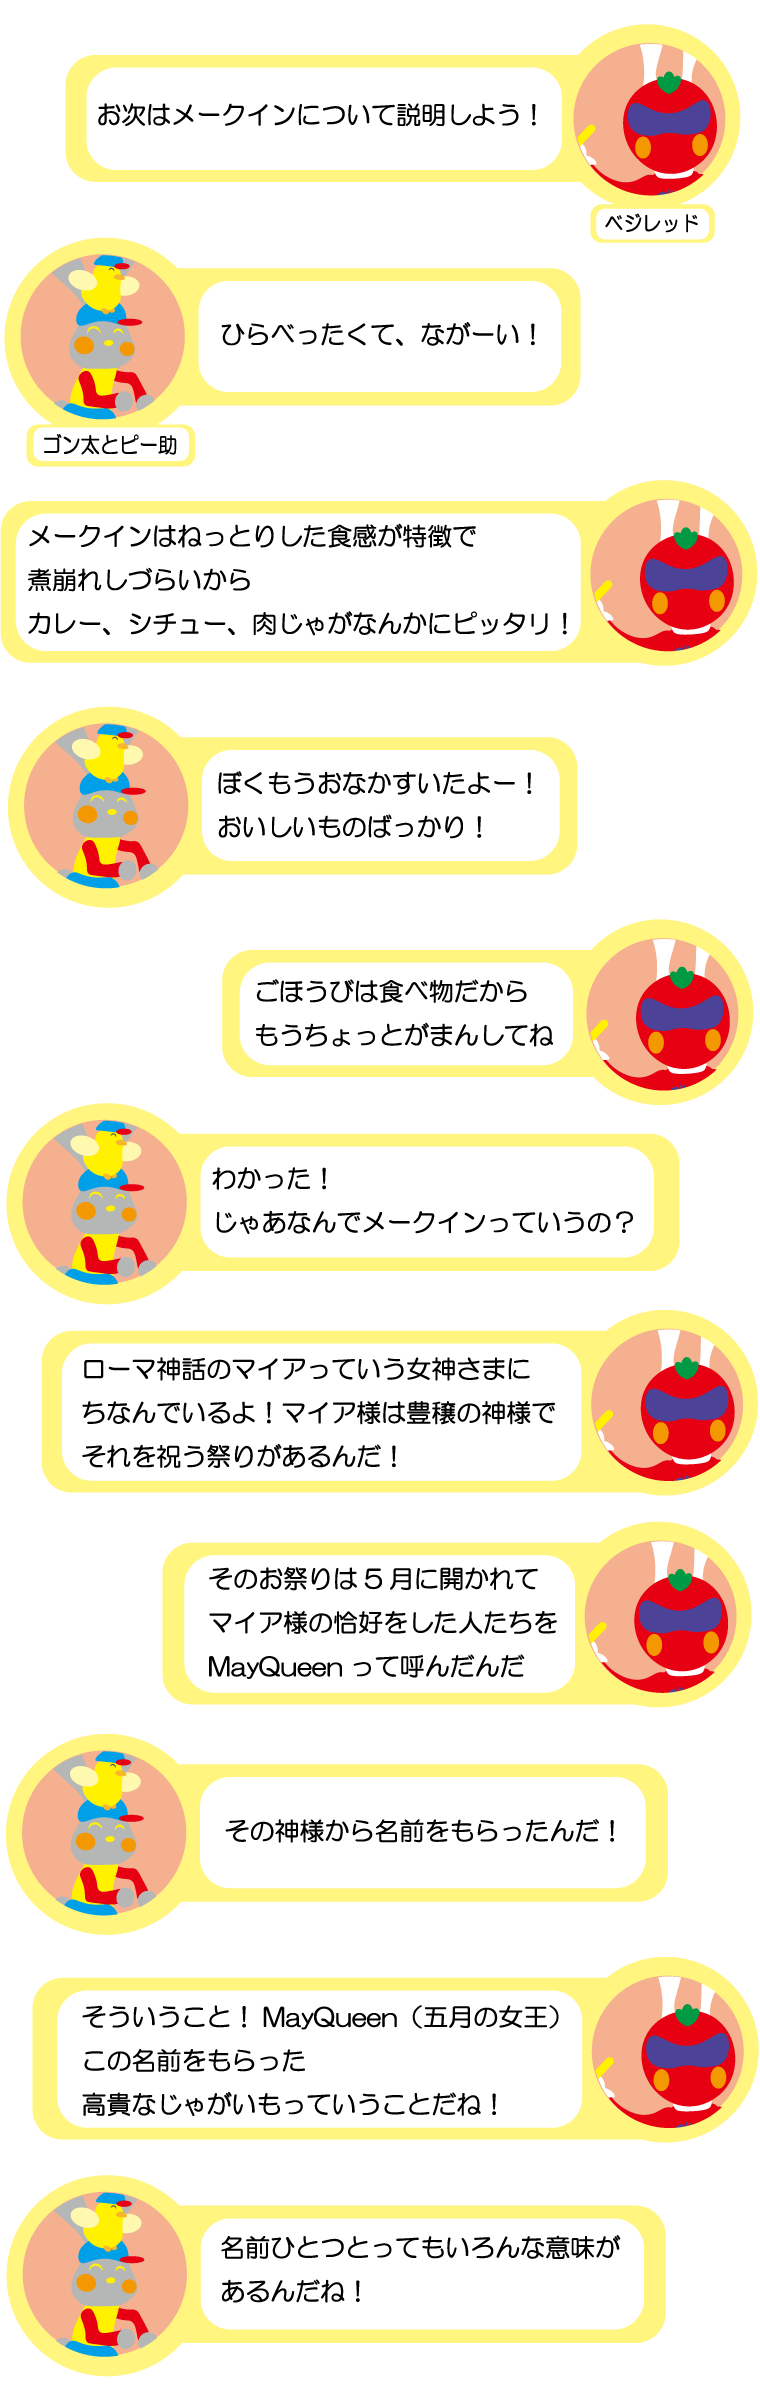 お次はメークインについて説明しよう！
ベジレッド
ひらべったくて、ながーい！
ゴン太とピー助
メークインはねっとりした食感が特徴で
煮崩れしづらいから
カレー、シチュー、肉じゃがなんかにピッタリ！
ぼくもうおなかすいたよー！
おいしいものばっかり！
ごほうびは食べ物だから
もうちょっとがまんしてね
わかった！
じゃあなんでメークインっていうの？
ローマ神話のマイアっていう女神さまに
ちなんでいるよ！マイア様は豊穣の神様で
それを祝う祭りがあるんだ！
そのお祭りは５月に開かれて
マイア様の恰好をした人たちを
MayQueen って呼んだんだ
その神様から名前をもらったんだ！
そういうこと！MayQueen（五月の女王）
この名前をもらった
高貴なじゃがいもっていうことだね！
名前ひとつとってもいろんな意味が
あるんだね！